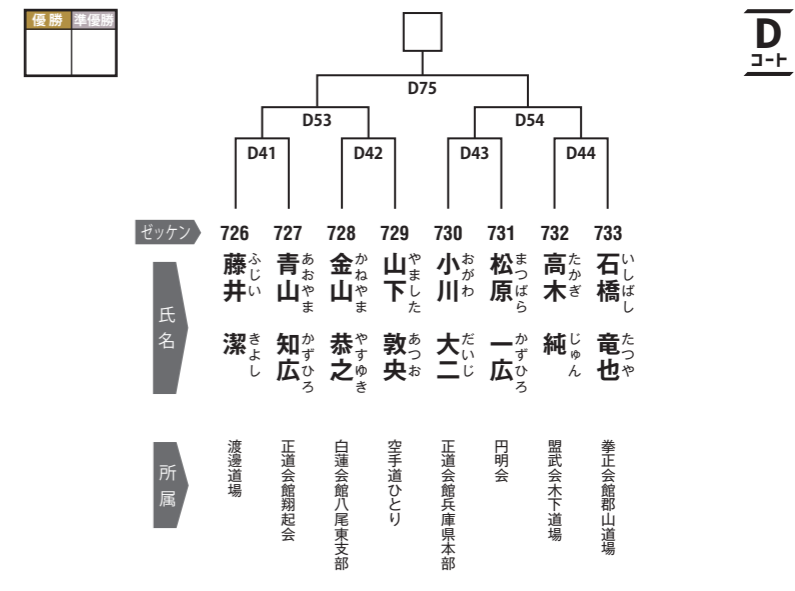 優勝 準優勝
D
コート
D75
D53 D54
D41 D42 D43 D44
ゼッケン 726 727 728 729 730 731 732 733
氏名
藤井 潔 ふじい きよし
青山 知広 あおやま かずひろ
金山 恭之 かねやま やすゆき
山下 敦央 やました あつお
小川 大二 おがわ だいじ
松原 一広 まつばら かずひろ
高木 純 たかぎ じゅん
石橋 竜也 いしばし たつや
所属
渡邊道場
正道会館翔起会
白蓮会館八尾東支部
空手道ひとり
正道会館兵庫県本部
円明会
盟武会木下道場
拳正会館郡山道場